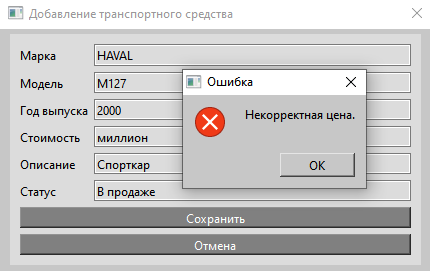 Добавление транспортного средства
Марка HAVAL
Модель M127
Год выпуска 2000
Стоимость миллион
Описание Спорткар
Статус В продаже
Сохранить
Отмена
Ошибка
Некорректная цена.
OK